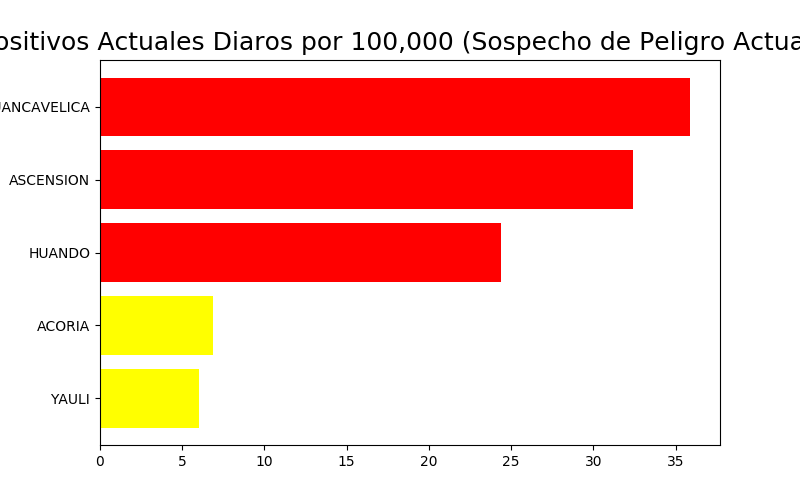 ositivos Actuales Diaros por 100,000 (Sospecho de Peligro Actua
ANCAVELICA
ASCENSION
HUANDO
ACORIA
YAULI
0 5 10 15 20 25 30 35